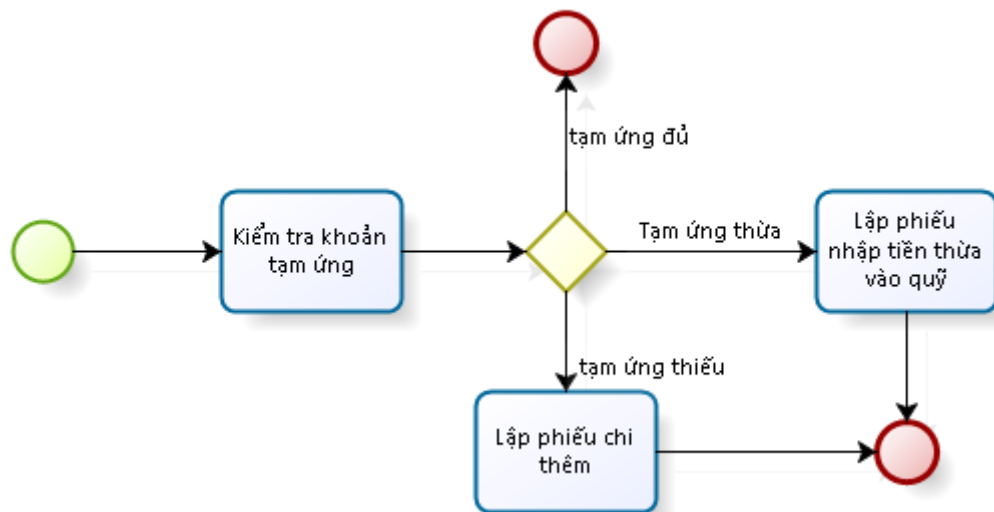 tạm ứng đủ
Kiểm tra khoản
tạm ứng
Tạm ứng thừa
Lập phiếu
nhập tiền thừa
vào quỹ
tạm ứng thiếu
Lập phiếu chi
thêm